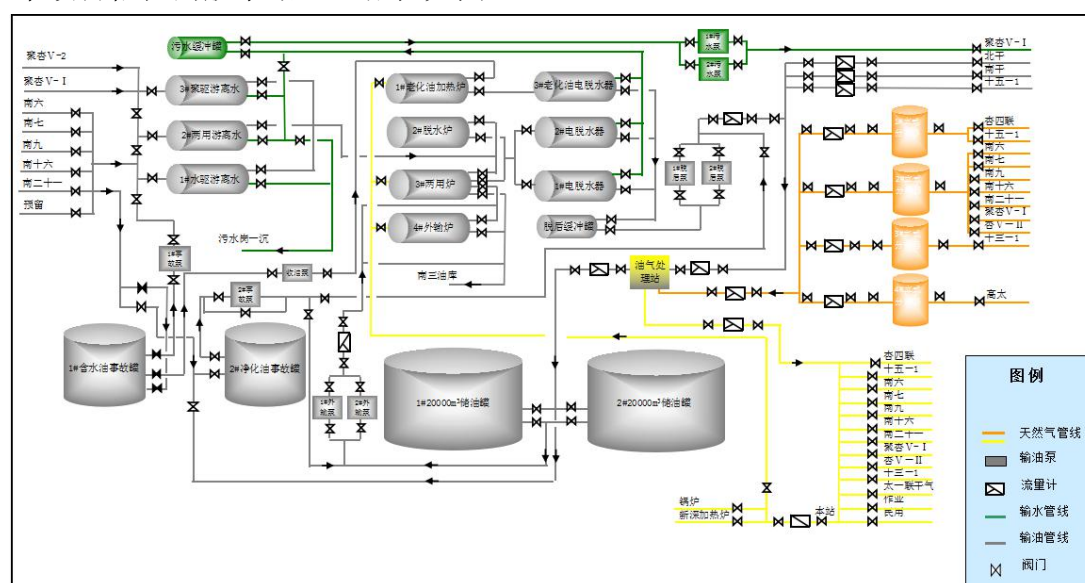 聚杏Ⅴ-2
聚杏Ⅴ-Ⅰ
南六
南七
南九
南十六
南二十一
预留
污水缓冲罐
3#聚驱游离水
2#两用游离水
1#水驱游离水
污水岗一沉
1#事故泵
2#事故泵
收油泵
1#含水油事故罐
2#净化油事故罐
1#老化油加热炉
2#脱水炉
3#两用炉
4#外输炉
南三油库
3#老化油电脱水器
2#电脱水器
1#电脱水器
脱后缓冲罐
1#脱后泵
2#脱后泵
1#污水泵
2#污水泵
聚杏Ⅴ-Ⅰ
北干
南干
十五-1
油气处理站
1#外输泵
2#外输泵
1#20000m³储油罐
2#20000m³储油罐
杏四联
十五-1
南六
南七
南九
南十六
南二十一
聚杏Ⅴ-Ⅰ
杏Ⅴ-Ⅱ
十三-1
高太
杏四联
十五-1
南六
南七
南九
南十六
南二十一
聚杏Ⅴ-Ⅰ
杏Ⅴ-Ⅱ
十三-1
太一联干气
作业
民用
锅炉
新深加热炉
本站
图例
天然气管线
输油泵
流量计
输水管线
输油管线
阀门